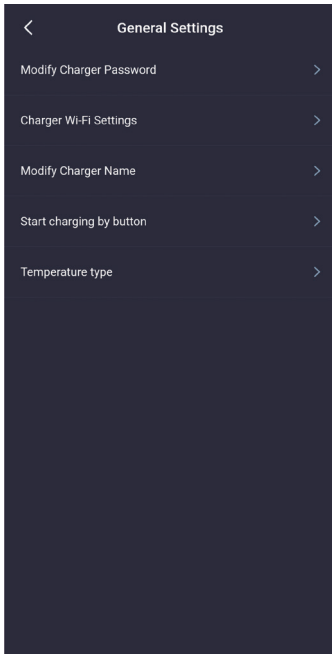 General Settings
Modify Charger Password
Charger Wi-Fi Settings
Modify Charger Name
Start charging by button
Temperature type